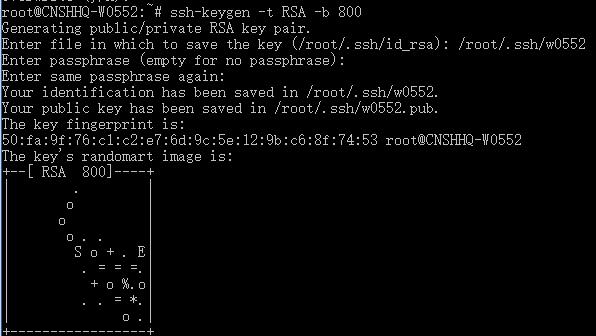 root@CNSHHQ-W0552:~# ssh-keygen -t RSA -b 800
Generating public/private RSA key pair.
Enter file in which to save the key (/root/.ssh/id_rsa): /root/.ssh/w0552
Enter passphrase (empty for no passphrase):
Enter same passphrase again:
Your identification has been saved in /root/.ssh/w0552.
Your public key has been saved in /root/.ssh/w0552.pub.
The key fingerprint is:
50:fa:9f:76:c1:c2:e7:6d:9c:5e:12:9b:c6:8f:74:53 root@CNSHHQ-W0552
The key's randomart image is:
+--[ RSA  800]----+
|        .        |
|       o         |
|      o          |
|       o . .     |
|        S o + . E|
|         . = = =.|
|          + o %.o|
|         . . = *.|
|              o .|
+-----------------+